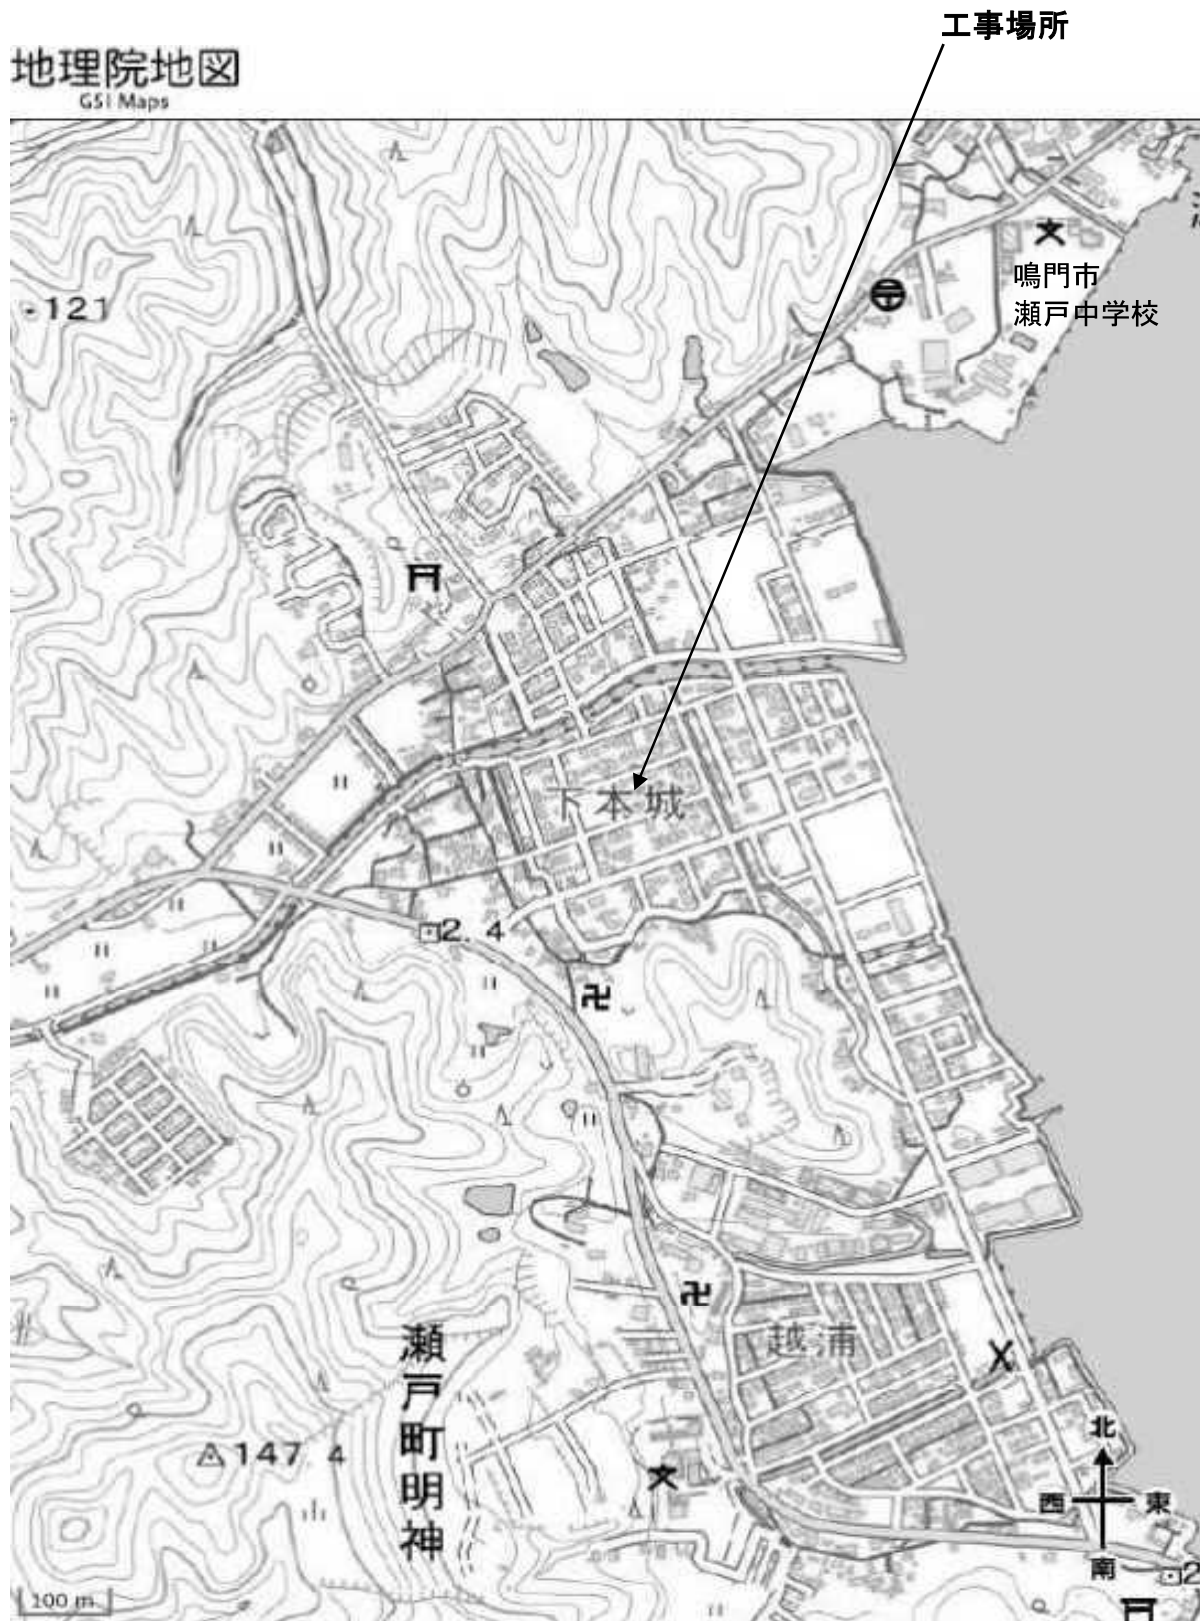 工事場所
地理院地図
GSI Maps
鳴門市
瀬戸中学校
121
下本城
2.4
越浦
瀬戸町明神
147 4
北
西
東
南
2
100 m